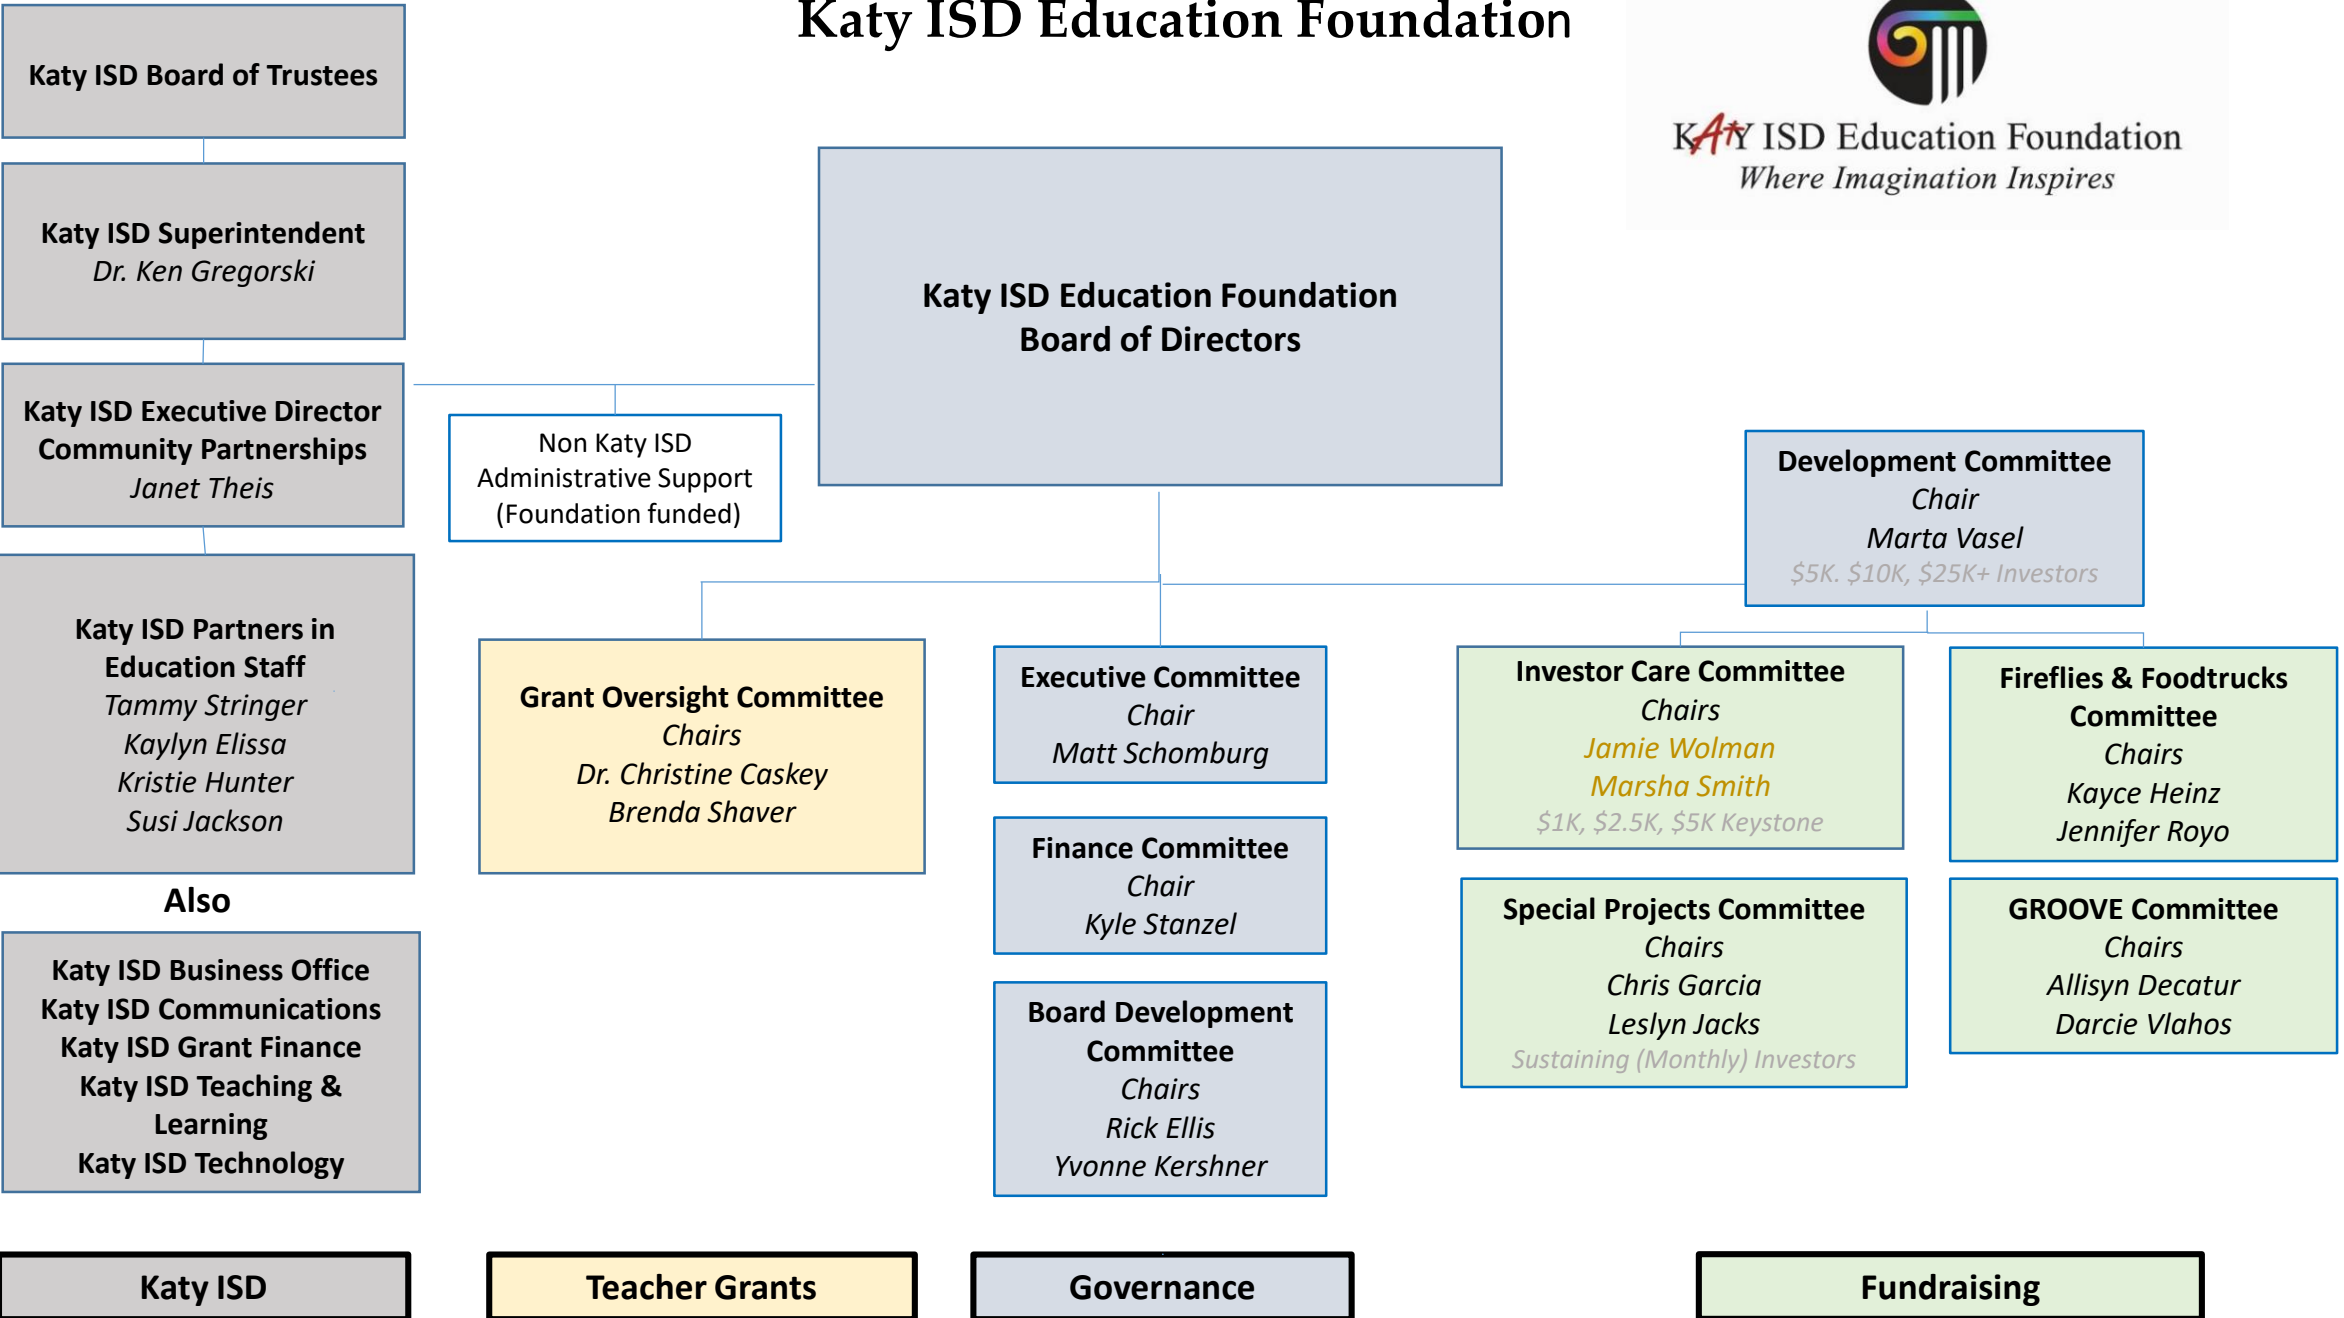 Katy ISD Education Foundation
KATY ISD Education Foundation
Where Imagination Inspires
Katy ISD Board of Trustees
Katy ISD Superintendent
Dr. Ken Gregorski
Katy ISD Executive Director
Community Partnerships
Janet Theis
Katy ISD Partners in
Education Staff
Tammy Stringer
Kaylyn Elissa
Kristie Hunter
Susi Jackson
Also
Katy ISD Business Office
Katy ISD Communications
Katy ISD Grant Finance
Katy ISD Teaching &
Learning
Katy ISD Technology
Non Katy ISD
Administrative Support
(Foundation funded)
Katy ISD Education Foundation
Board of Directors
Grant Oversight Committee
Chairs
Dr. Christine Caskey
Brenda Shaver
Executive Committee
Chair
Matt Schomburg
Finance Committee
Chair
Kyle Stanzel
Board Development
Committee
Chairs
Rick Ellis
Yvonne Kershner
Development Committee
Chair
Marta Vasel
$5K. $10K, $25K+ Investors
Investor Care Committee
Chairs
Jamie Wolman
Marsha Smith
$1K, $2.5K, $5K Keystone
Fireflies & Foodtrucks
Committee
Chairs
Kayce Heinz
Jennifer Royo
Special Projects Committee
Chairs
Chris Garcia
Leslyn Jacks
Sustaining (Monthly) Investors
GROOVE Committee
Chairs
Allisyn Decatur
Darcie Vlahos
Katy ISD
Teacher Grants
Governance
Fundraising